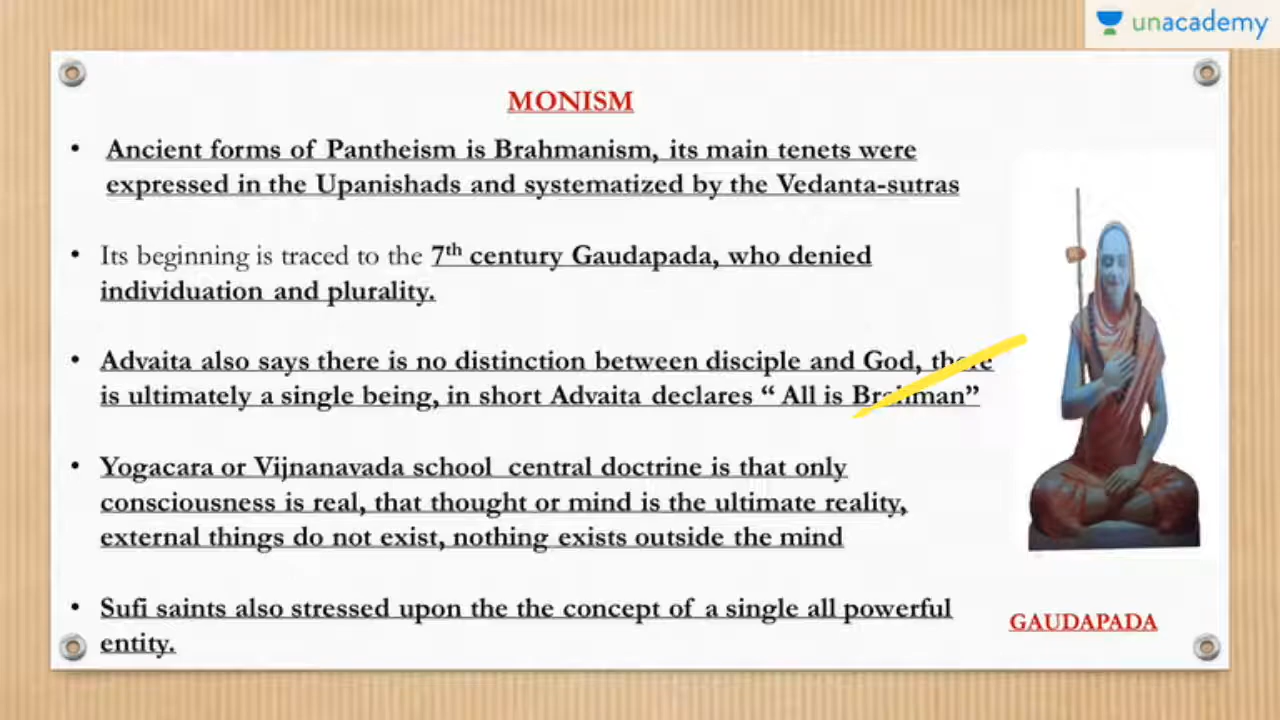 unacademy
MONISM
• Ancient forms of Pantheism is Brahmanism, its main tenets were
expressed in the Upanishads and systematized by the Vedanta-sutras
• Its beginning is traced to the 7th century Gaudapada, who denied
individuation and plurality.
• Advaita also says there is no distinction between disciple and God, there
is ultimately a single being, in short Advaita declares “ All is Brahman”
• Yogacara or Vijnanavada school central doctrine is that only
consciousness is real, that thought or mind is the ultimate reality,
external things do not exist, nothing exists outside the mind
• Sufi saints also stressed upon the the concept of a single all powerful
entity.
GAUDAPADA